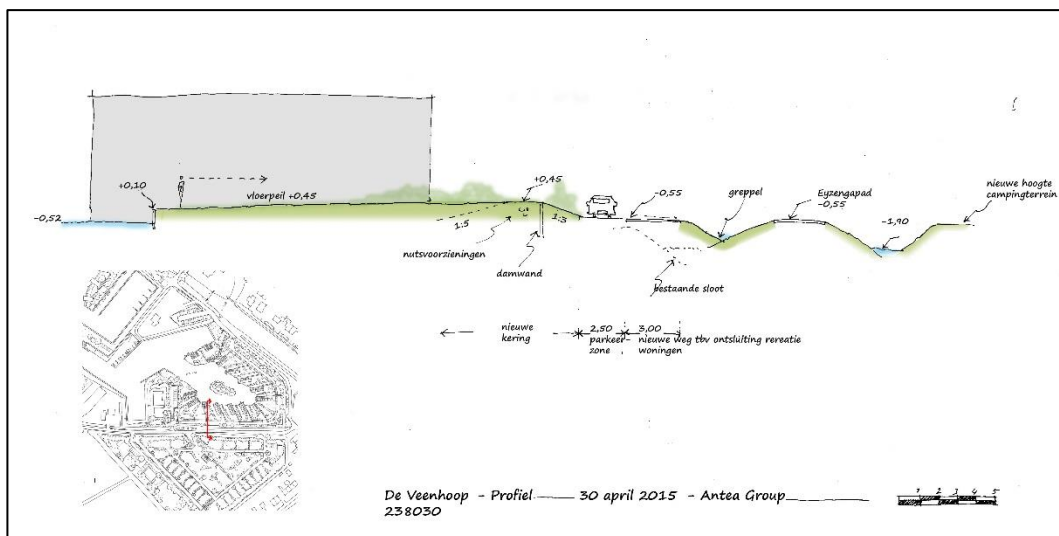 +0,10
vloerpeil +0,45
+0,45
-0,55
greppel
Eyzengapad
-0,55
nieuwe hoogte
campingterrein
-0,52
-1,90
1:5
1:3
nutsvoorzieningen
damwand
bestaande sloot
nieuwe
kering
2,50
parkeer-
zone
3,00
nieuwe weg tbv ontsluiting rereatie
woningen
De Veenhoop - Profiel 30 april 2015 - Antea Group
238030
1 2 3 4 5